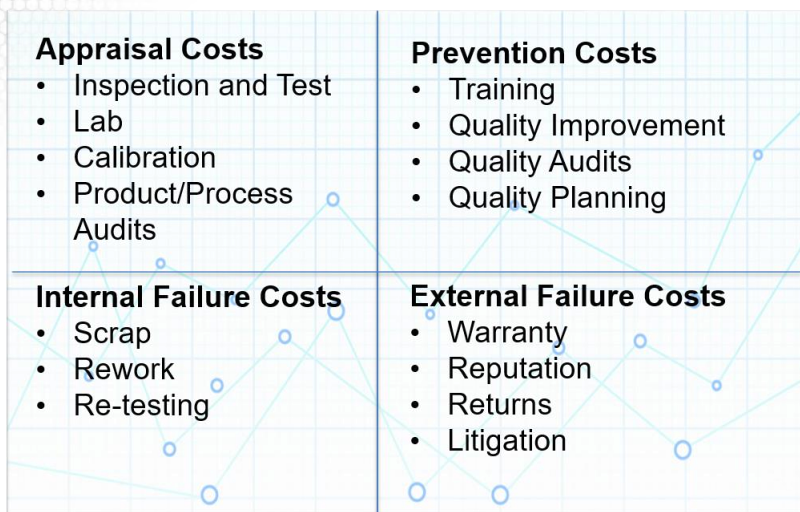 Appraisal Costs
• Inspection and Test
• Lab
• Calibration
• Product/Process
Audits
Prevention Costs
• Training
• Quality Improvement
• Quality Audits
• Quality Planning
Internal Failure Costs
• Scrap
• Rework
• Re-testing
External Failure Costs
• Warranty
• Reputation
• Returns
• Litigation